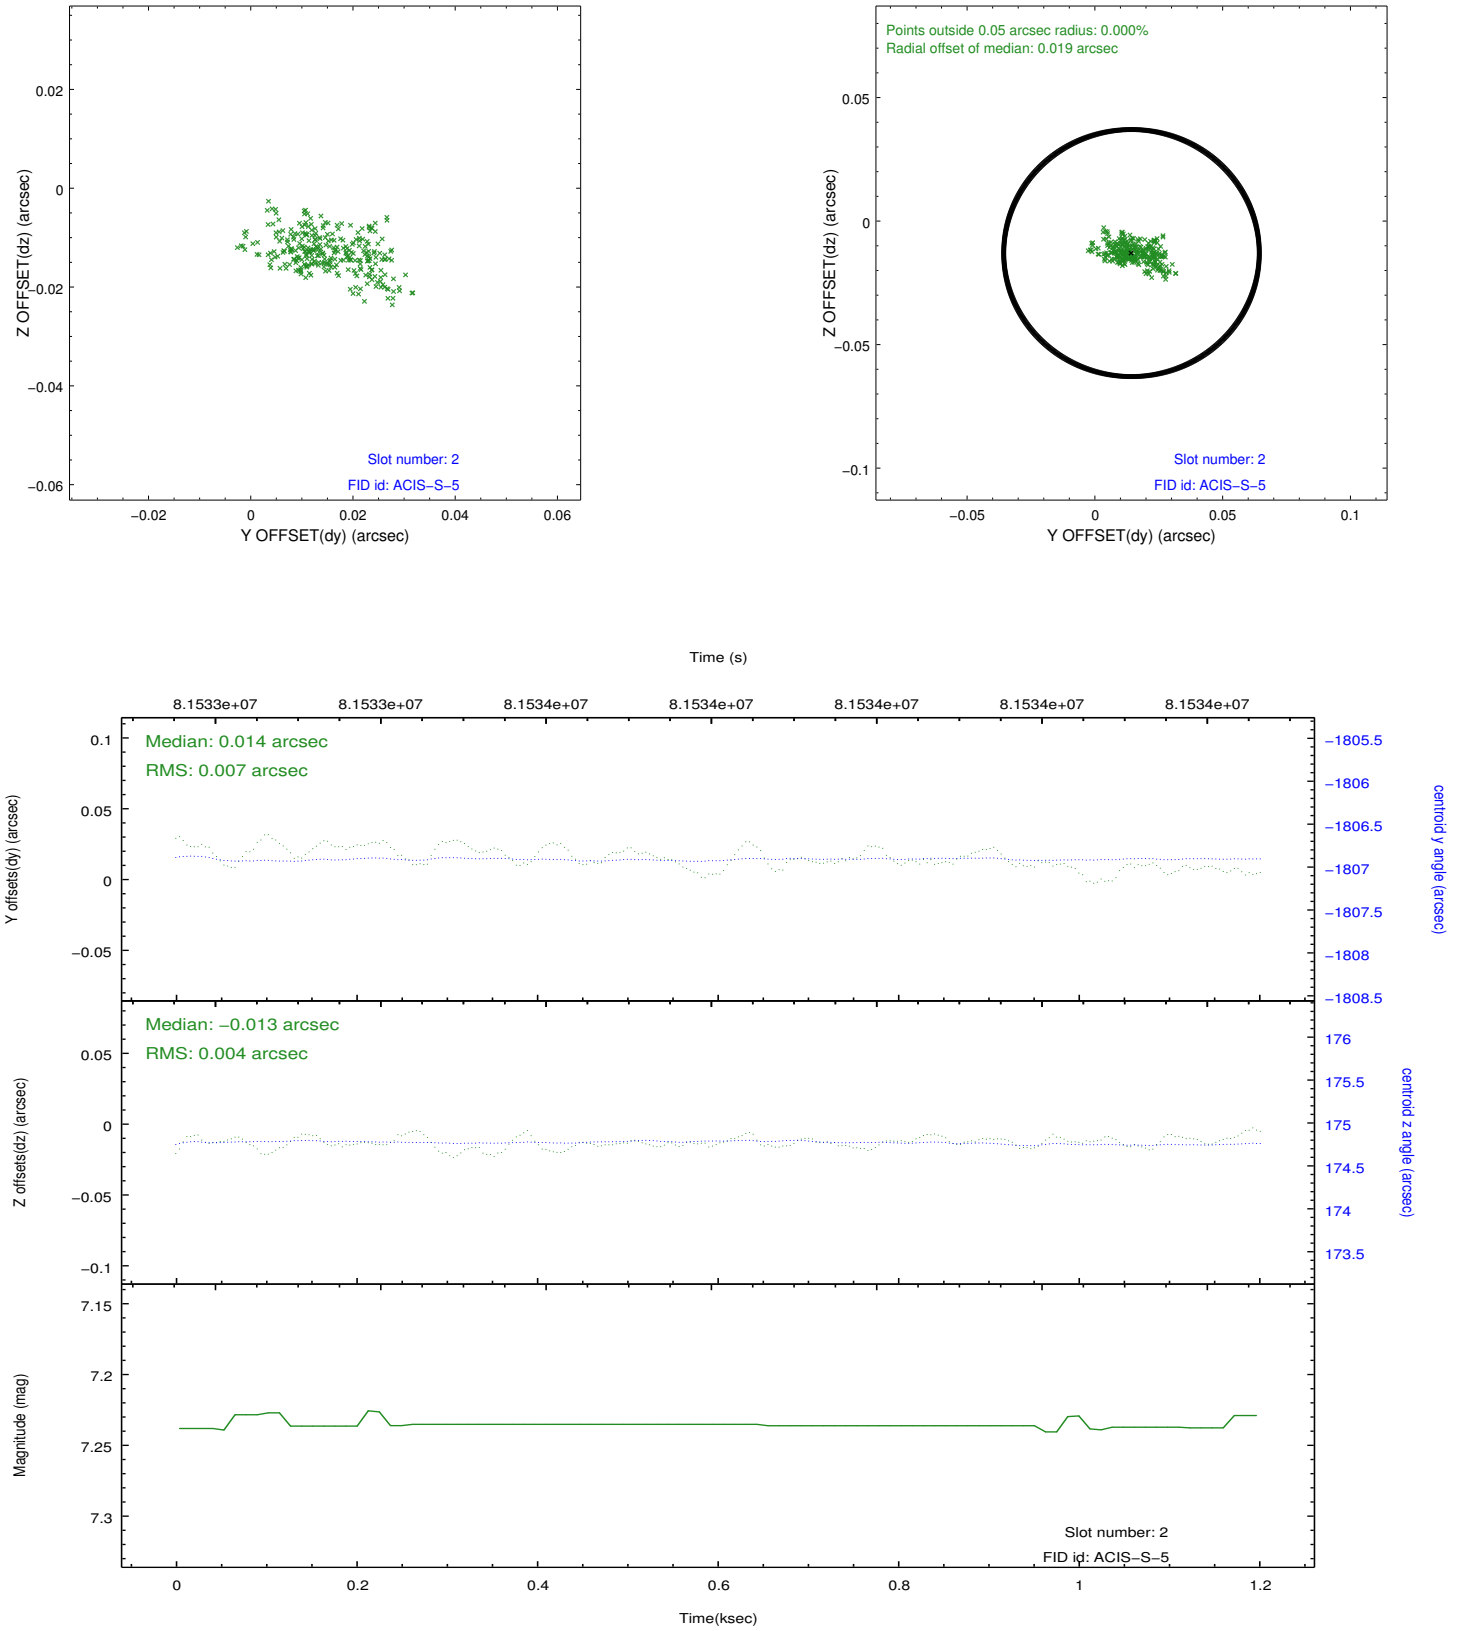 0.02
0
−0.02
−0.04
−0.06
Z OFFSET(dz) (arcsec)
Slot number: 2
FID id: ACIS−S−5
−0.02
0
0.02
0.04
0.06
Y OFFSET(dy) (arcsec)
Points outside 0.05 arcsec radius: 0.000%
Radial offset of median: 0.019 arcsec
0.05
0
−0.05
−0.1
Z OFFSET(dz) (arcsec)
Slot number: 2
FID id: ACIS−S−5
−0.05
0
0.05
0.1
Y OFFSET(dy) (arcsec)
Time (s)
8.1533e+07
8.1533e+07
8.1534e+07
8.1534e+07
8.1534e+07
8.1534e+07
8.1534e+07
Median: 0.014 arcsec
RMS: 0.007 arcsec
0.1
0.05
0
−0.05
Y offsets(dy) (arcsec)
−1805.5
−1806
−1806.5
−1807
−1807.5
−1808
−1808.5
centroid y angle (arcsec)
Median: −0.013 arcsec
RMS: 0.004 arcsec
0.05
0
−0.05
−0.1
Z offsets(dz) (arcsec)
176
175.5
175
174.5
174
173.5
centroid z angle (arcsec)
7.15
7.2
7.25
7.3
Magnitude (mag)
Slot number: 2
FID id: ACIS−S−5
0
0.2
0.4
0.6
0.8
1
1.2
Time(ksec)